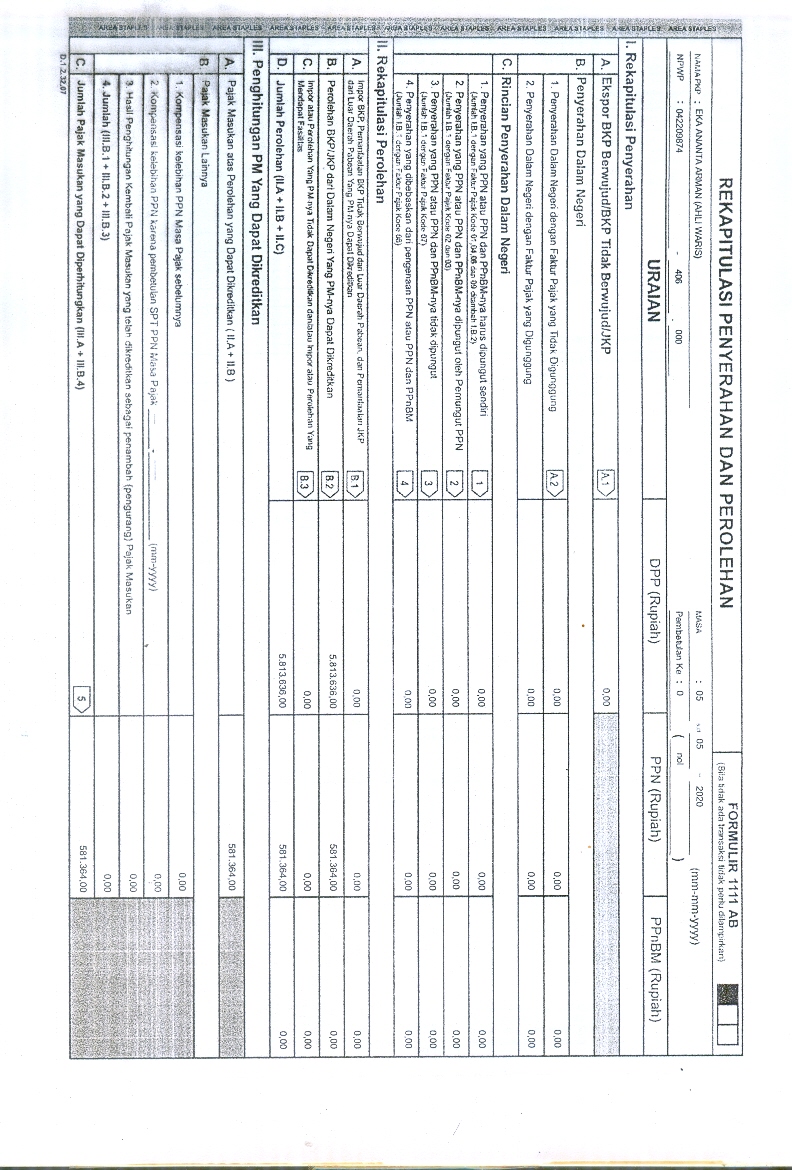 AREA STAPLES AREA STAPLES AREA STAPLES AREA STAPLES AREA STAPLES AREA STAPLES AREA STAPLES AREA STAPLES AREA STAPLES AREA STAPLES
REKAPITULASI PENYERAHAN DAN PEROLEHAN
FORMULIR 1111 AB
(Bila tidak ada transaksi tidak perlu dilampirkan)
NAMA PKP : EKA ANANTA ARMAN (AHLI WARIS) MASA : 05 s.d 05 - 2020 (mm-mm-yyyy)
NPWP : 042209874 - 406 . 000 Pembetulan Ke : 0 ( nol )
URAIAN DPP (Rupiah) PPN (Rupiah) PPnBM (Rupiah)
I. Rekapitulasi Penyerahan
A. Ekspor BKP Berwujud/BKP Tidak Berwujud/JKP A.1 0,00
B. Penyerahan Dalam Negeri
1. Penyerahan Dalam Negeri dengan Faktur Pajak yang Tidak Digunggung A.2 0,00 0,00 0,00
2. Penyerahan Dalam Negeri dengan Faktur Pajak yang Digunggung 0,00 0,00 0,00
C. Rincian Penyerahan Dalam Negeri
1. Penyerahan yang PPN atau PPN dan PPnBM-nya harus dipungut sendiri 1 0,00 0,00 0,00
(Jumlah I.B.1 dengan Faktur Pajak Kode 01,04,06 dan 09 ditambah I.B.2)
2. Penyerahan yang PPN atau PPN dan PPnBM-nya dipungut oleh Pemungut PPN 2 0,00 0,00 0,00
(Jumlah I.B.1 dengan Faktur Pajak Kode 02 dan 03)
3. Penyerahan yang PPN atau PPN dan PPnBM-nya tidak dipungut 3 0,00 0,00 0,00
(Jumlah I.B.1 dengan Faktur Pajak Kode 07)
4. Penyerahan yang dibebaskan dari pengenaan PPN atau PPN dan PPnBM 4 0,00 0,00 0,00
(Jumlah I.B.1 dengan Faktur Pajak Kode 08)
II. Rekapitulasi Perolehan
A. Impor BKP, Pemanfaatan BKP Tidak Berwujud dari Luar Daerah Pabean, dan Pemanfaatan JKP B.1 0,00 0,00 0,00
dari Luar Daerah Pabean Yang PM-nya Dapat Dikreditkan
B. Perolehan BKP/JKP dari Dalam Negeri Yang PM-nya Dapat Dikreditkan B.2 5.813.636,00 581.364,00 0,00
C. Impor atau Perolehan Yang PM-nya Tidak Dapat Dikreditkan dan/atau Impor atau Perolehan Yang B.3 0,00 0,00 0,00
Mendapat Fasilitas
D. Jumlah Perolehan (II.A + II.B + II.C) 5.813.636,00 581.364,00 0,00
III. Penghitungan PM Yang Dapat Dikreditkan
A. Pajak Masukan atas Perolehan yang Dapat Dikreditkan ( II.A + II.B ) 581.364,00
B. Pajak Masukan Lainnya
1. Kompensasi kelebihan PPN Masa Pajak sebelumnya 0,00
2. Kompensasi kelebihan PPN karena pembetulan SPT PPN Masa Pajak - (mm-yyyy) 0,00
3. Hasil Penghitungan Kembali Pajak Masukan yang telah dikreditkan sebagai penambah (pengurang) Pajak Masukan 0,00
4. Jumlah (III.B.1 + III.B.2 + III.B.3) 0,00
C. Jumlah Pajak Masukan yang Dapat Diperhitungkan (III.A + III.B.4) 5 581.364,00
D.1.2.32.07